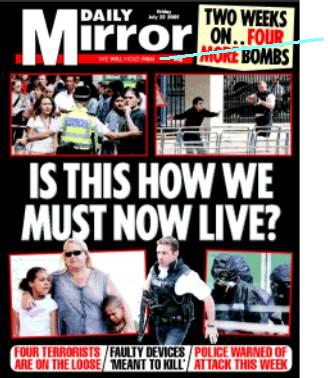 DAILY
Mirror
Friday
July 22 2005
TWO WEEKS
ON.. FOUR
MORE BOMBS
WE WILL HOLD FIRM
IS THIS HOW WE
MUST NOW LIVE?
FOUR TERRORISTS
ARE ON THE LOOSE
FAULTY DEVICES
'MEANT TO KILL'
POLICE WARNED OF
ATTACK THIS WEEK